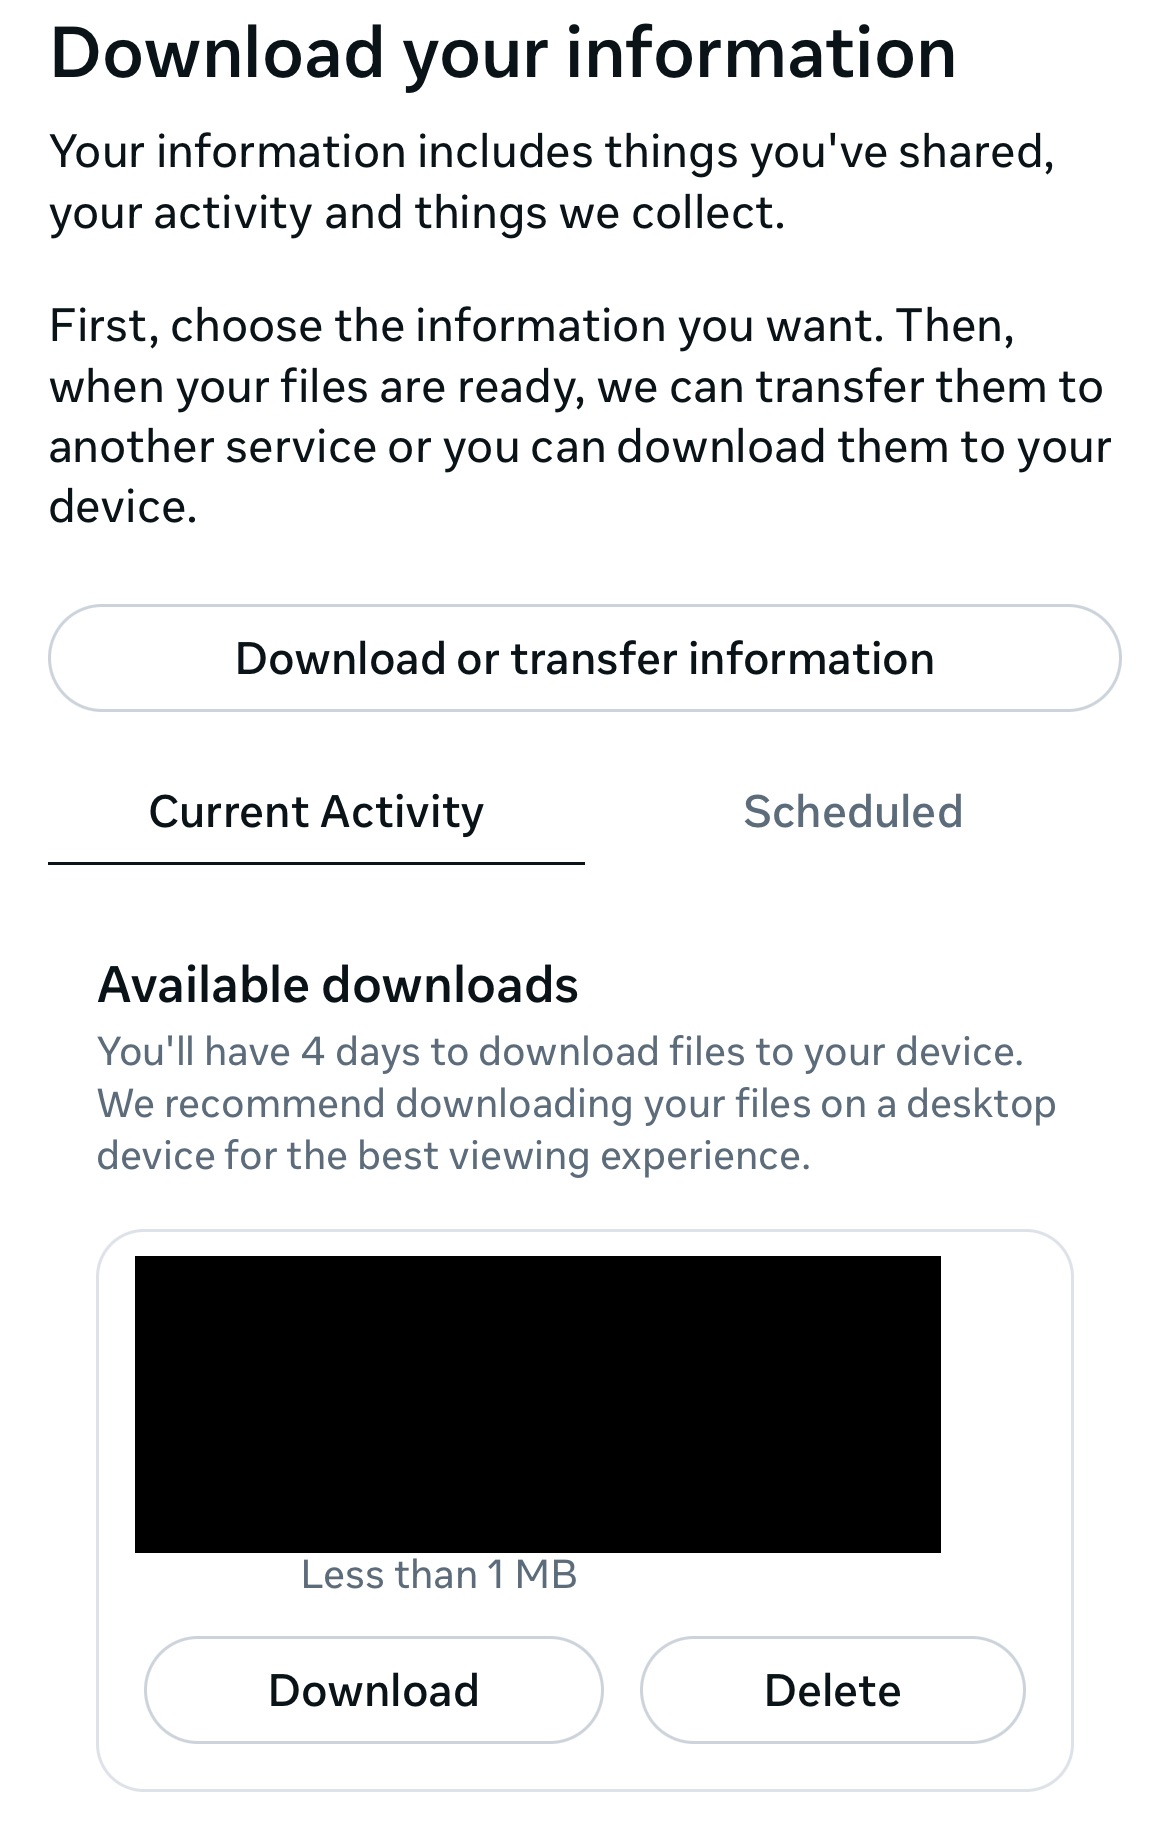 Download your information
Your information includes things you've shared,
your activity and things we collect.
First, choose the information you want. Then,
when your files are ready, we can transfer them to
another service or you can download them to your
device.
Download or transfer information
Current Activity
Scheduled
Available downloads
You'll have 4 days to download files to your device.
We recommend downloading your files on a desktop
device for the best viewing experience.
Less than 1 MB
Download
Delete